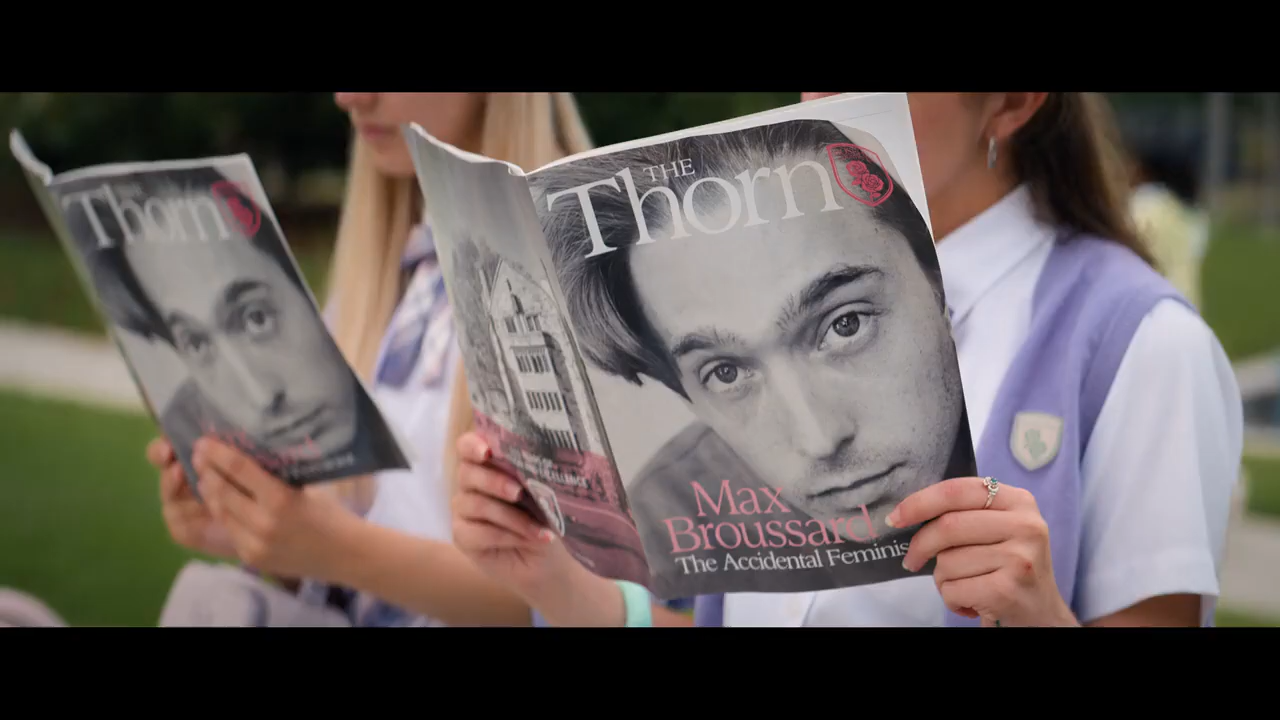 THE
Thorn
Thorn
Max
Broussard
The Accidental Feminis